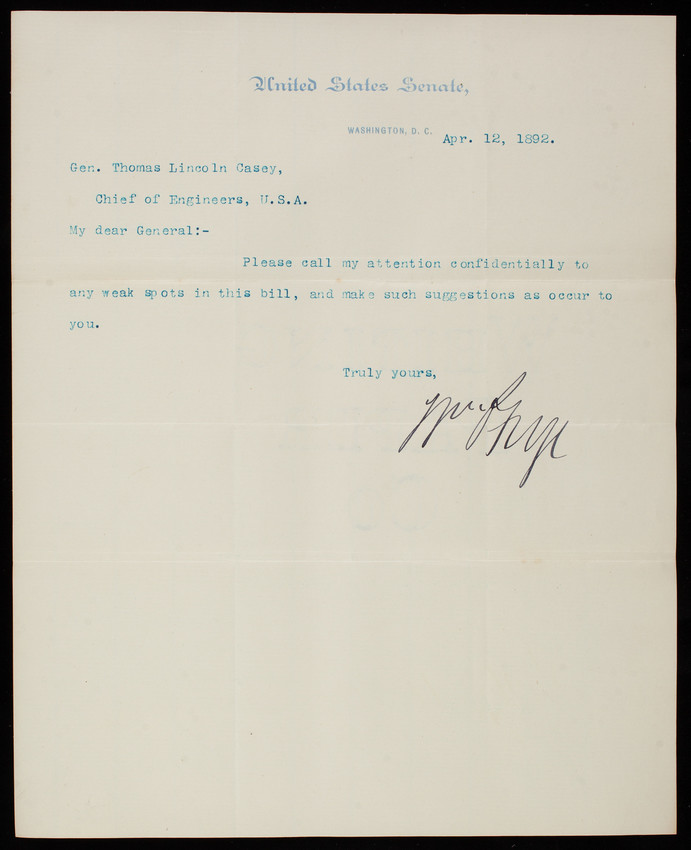 United States Senate,
WASHINGTON, D. C. Apr. 12, 1892.
Gen. Thomas Lincoln Casey,
Chief of Engineers, U.S.A.
My dear General:-
Please call my attention confidentially to
any weak spots in this bill, and make such suggestions as occur to
you.
Truly yours,